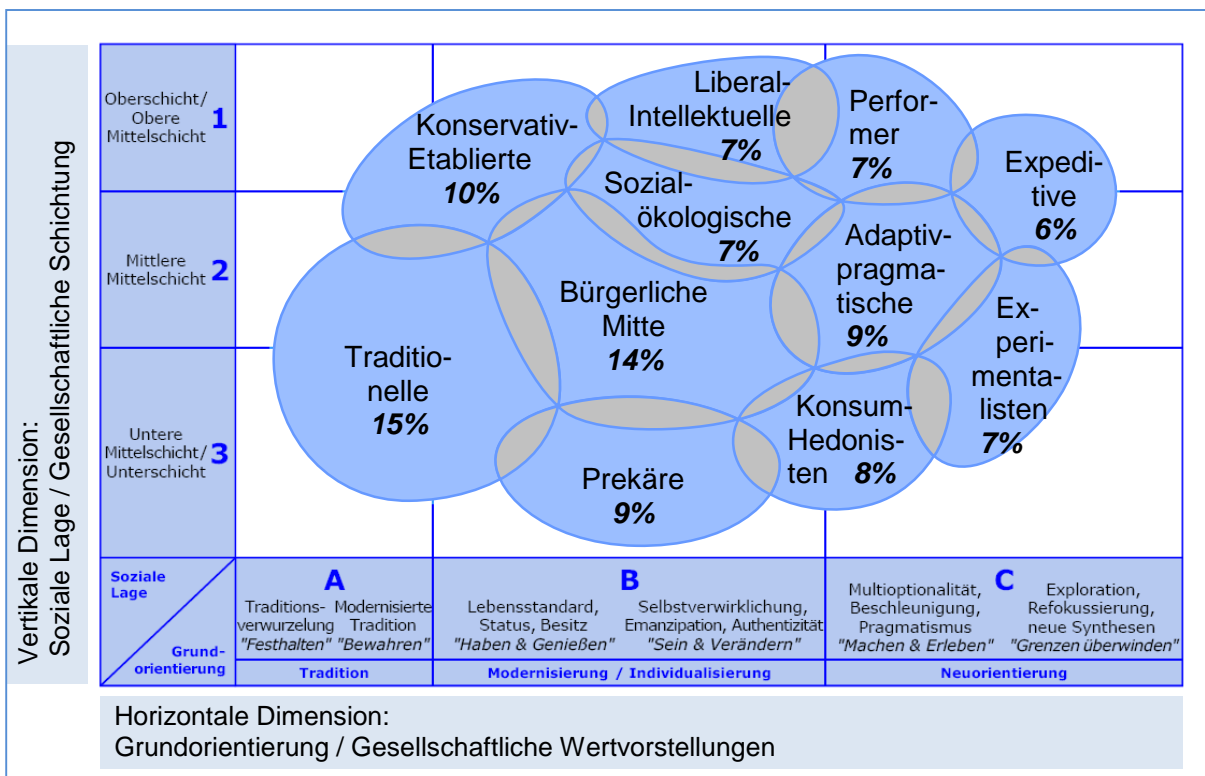 Vertikale Dimension:
Soziale Lage / Gesellschaftliche Schichtung
Oberschicht/
Obere
Mittelschicht
1
Mittlere
Mittelschicht
2
Untere
Mittelschicht/
Unterschicht
3
Konservativ-
Etablierte
10%
Liberal-
Intellektuelle
7%
Perfor-
mer
7%
Expedi-
tive
6%
Sozial-
ökologische
7%
Adaptiv-
pragma-
tische
9%
Bürgerliche
Mitte
14%
Traditio-
nelle
15%
Ex-
peri-
menta-
listen
7%
Konsum-
Hedonis-
ten 8%
Prekäre
9%
Soziale
Lage
Grund-
orientierung
A
Traditions-
verwurzelung
"Festhalten"
Modernisierte
Tradition
"Bewahren"
Tradition
B
Lebensstandard,
Status, Besitz
"Haben & Genießen"
Selbstverwirklichung,
Emanzipation, Authentizität
"Sein & Verändern"
Modernisierung / Individualisierung
C
Multioptionalität,
Beschleunigung,
Pragmatismus
"Machen & Erleben"
Exploration,
Refokussierung,
neue Synthesen
"Grenzen überwinden"
Neuorientierung
Horizontale Dimension:
Grundorientierung / Gesellschaftliche Wertvorstellungen